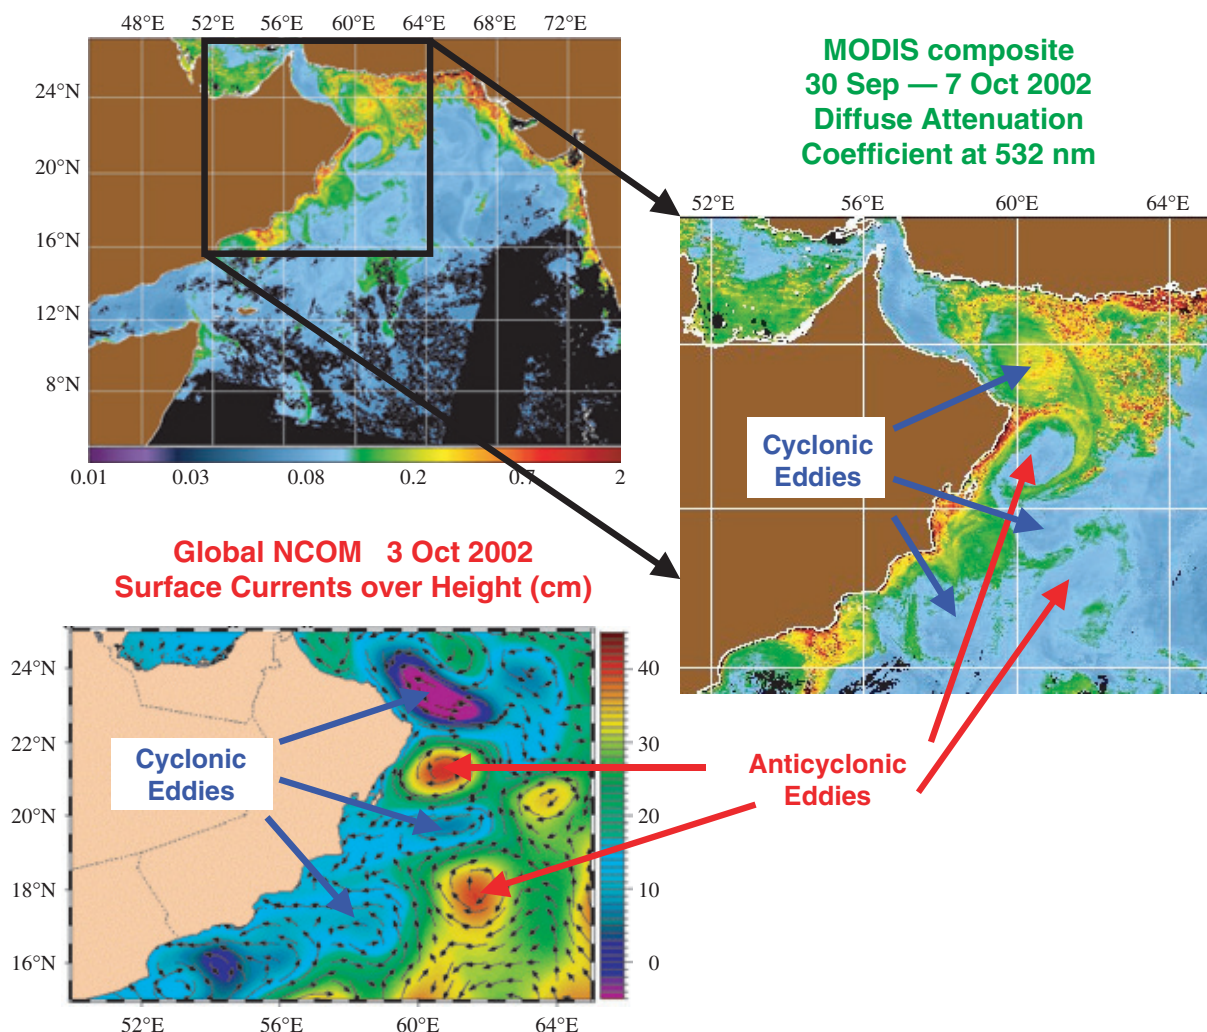 48°E 52°E 56°E 60°E 64°E 68°E 72°E
24°N
20°N
16°N
12°N
8°N
0.01 0.03 0.08 0.2 0.7 2
MODIS composite
30 Sep — 7 Oct 2002
Diffuse Attenuation
Coefficient at 532 nm
52°E 56°E 60°E 64°E
Cyclonic
Eddies
Global NCOM 3 Oct 2002
Surface Currents over Height (cm)
24°N
22°N
20°N
18°N
16°N
52°E 56°E 60°E 64°E
40
30
20
10
0
Cyclonic
Eddies
Anticyclonic
Eddies